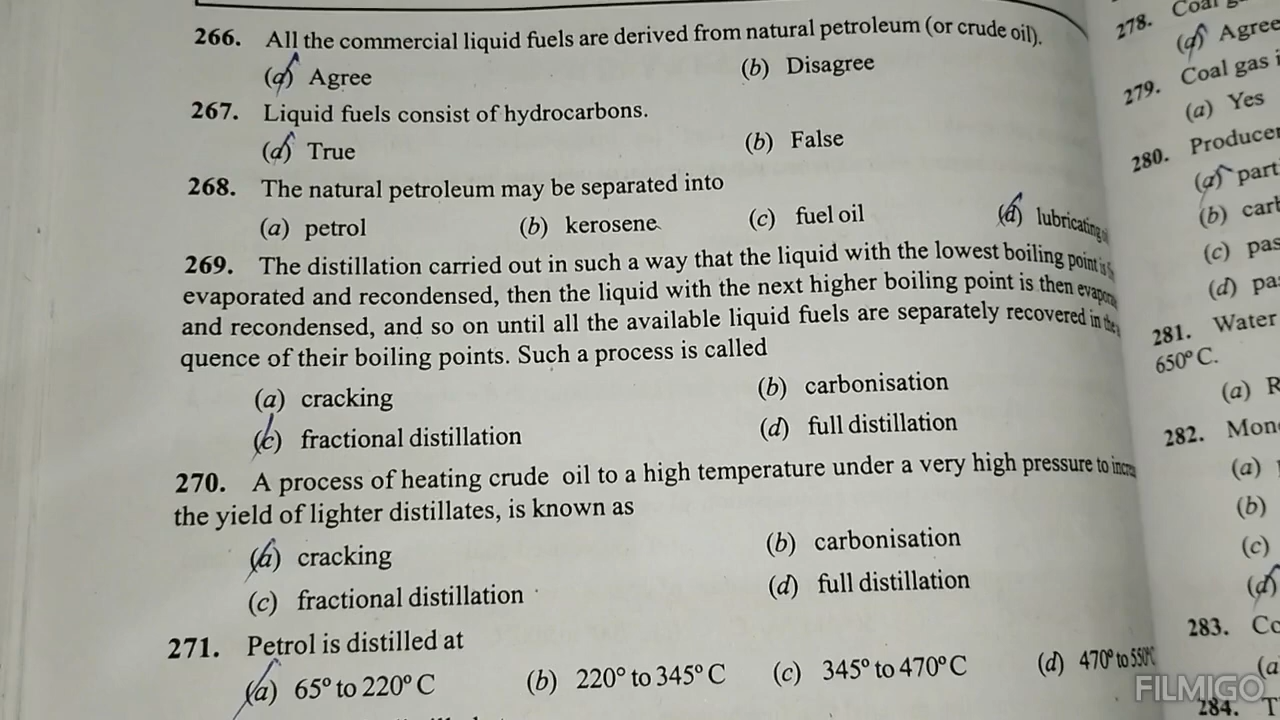 266. All the commercial liquid fuels are derived from natural petroleum (or crude oil).
(a) Agree (b) Disagree
267. Liquid fuels consist of hydrocarbons.
(a) True (b) False
268. The natural petroleum may be separated into
(a) petrol (b) kerosene (c) fuel oil (d) lubricating
269. The distillation carried out in such a way that the liquid with the lowest boiling point is
evaporated and recondensed, then the liquid with the next higher boiling point is then
and recondensed, and so on until all the available liquid fuels are separately recovered in the
quence of their boiling points. Such a process is called
(a) cracking (b) carbonisation
(c) fractional distillation (d) full distillation
270. A process of heating crude oil to a high temperature under a very high pressure to
the yield of lighter distillates, is known as
(a) cracking (b) carbonisation
(c) fractional distillation (d) full distillation
271. Petrol is distilled at
(a) 65° to 220° C (b) 220° to 345° C (c) 345° to 470° C (d) 470° to 550°C
278. Coal
(a) Agree
279. Coal gas
(a) Yes
280. Producer
(a) part
(b) carb
(c) pas
(d) pa
281. Water
650° C.
(a) R
282. Mon
(a)
(b)
(c)
(d)
283. Co
(a
284. T
FILMIGO